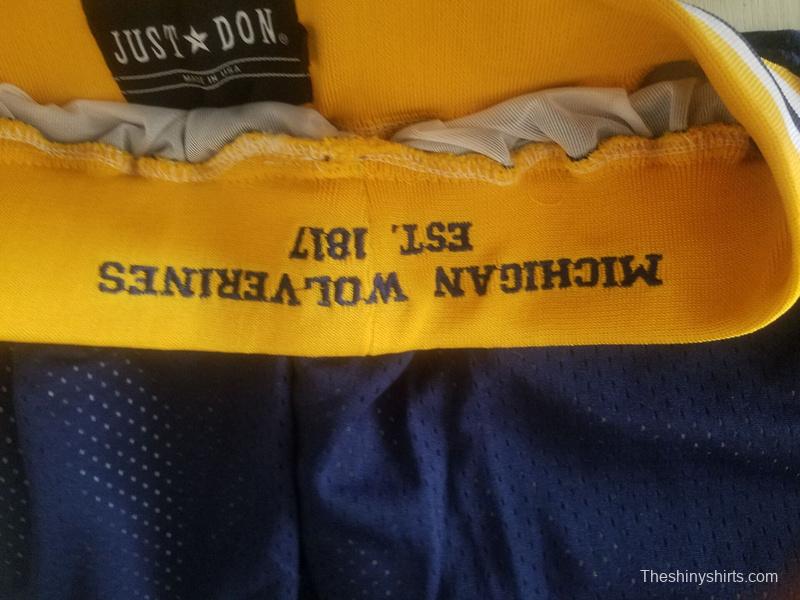 JUST★DON®
MADE IN USA
MICHIGAN WOLVERINES
EST. 1817
Theshinyshirts.com